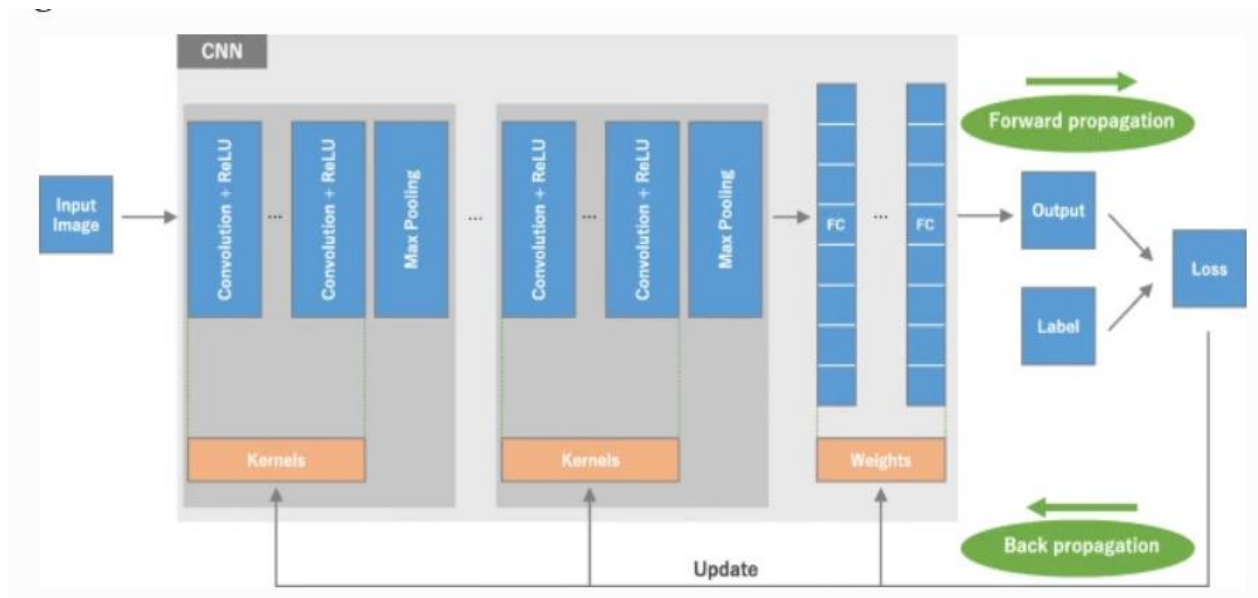 CNN
Forward propagation
Input
Image
Convolution + ReLU
...
Convolution + ReLU
Max Pooling
...
Convolution + ReLU
...
Convolution + ReLU
Max Pooling
FC
...
FC
Output
Label
Loss
Kernels
Kernels
Weights
Back propagation
Update